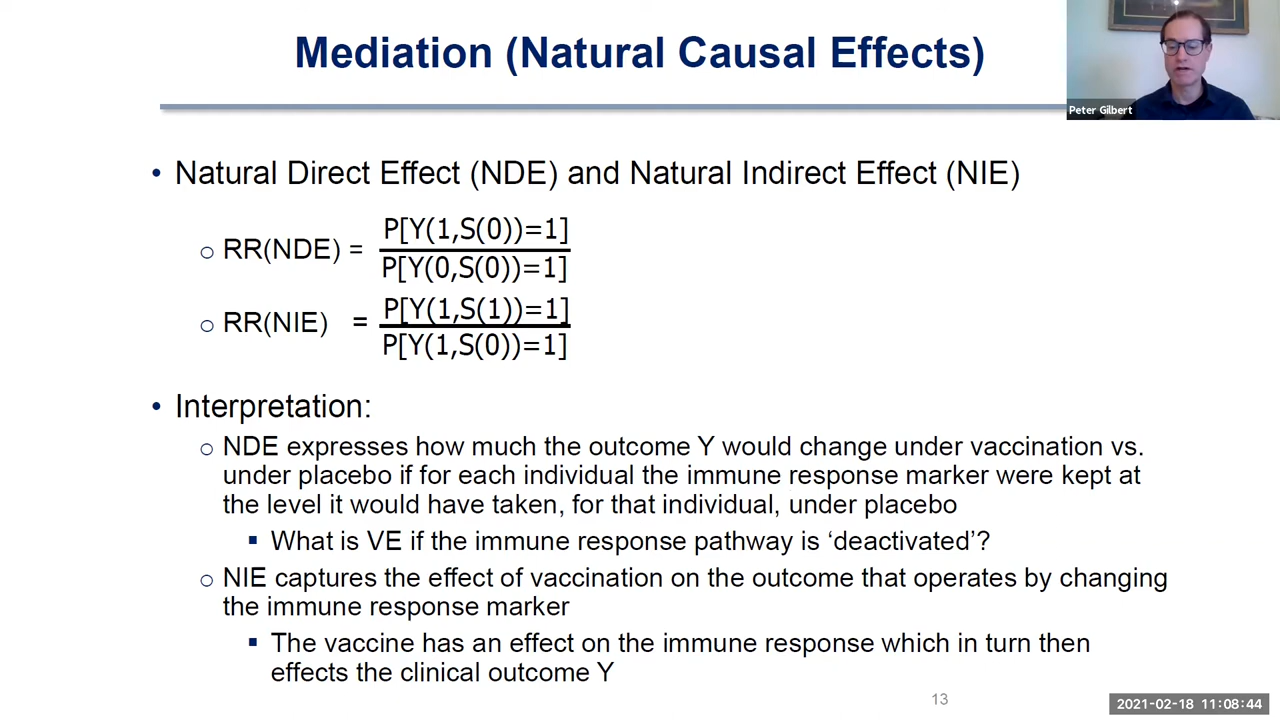 Mediation (Natural Causal Effects)
Peter Gilbert
• Natural Direct Effect (NDE) and Natural Indirect Effect (NIE)
○ RR(NDE) = P[Y(1,S(0))=1]
P[Y(0,S(0))=1]
○ RR(NIE) = P[Y(1,S(1))=1]
P[Y(1,S(0))=1]
• Interpretation:
○ NDE expresses how much the outcome Y would change under vaccination vs.
under placebo if for each individual the immune response marker were kept at
the level it would have taken, for that individual, under placebo
▪ What is VE if the immune response pathway is ‘deactivated’?
○ NIE captures the effect of vaccination on the outcome that operates by changing
the immune response marker
▪ The vaccine has an effect on the immune response which in turn then
effects the clinical outcome Y
13
2021-02-18 11:08:44